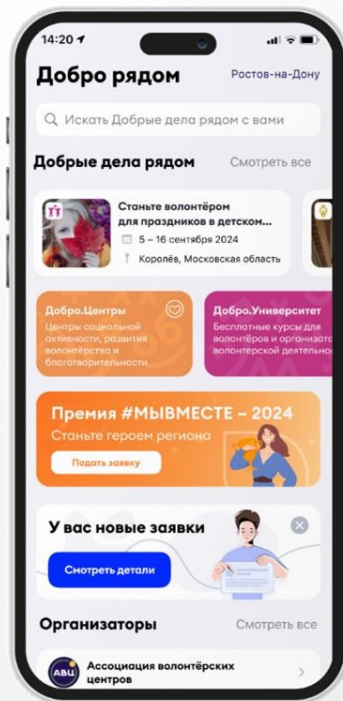 14:20
Добро рядом
Ростов-на-Дону
Искать Добрые дела рядом с вами
Добрые дела рядом
Смотреть все
Станьте волонтёром
для праздников в детском...
5 – 16 сентября 2024
Королёв, Московская область
Добро.Центры
Центры социальной
активности, развития
волонтёрства и
благотворительности
Добро.Университет
Бесплатные курсы для
волонтёров и организато
волонтерской деятельно
Премия #МЫВМЕСТЕ – 2024
Станьте героем региона
Подать заявку
У вас новые заявки
Смотреть детали
Организаторы
Смотреть все
АВЦ
Ассоциация волонтёрских
центров